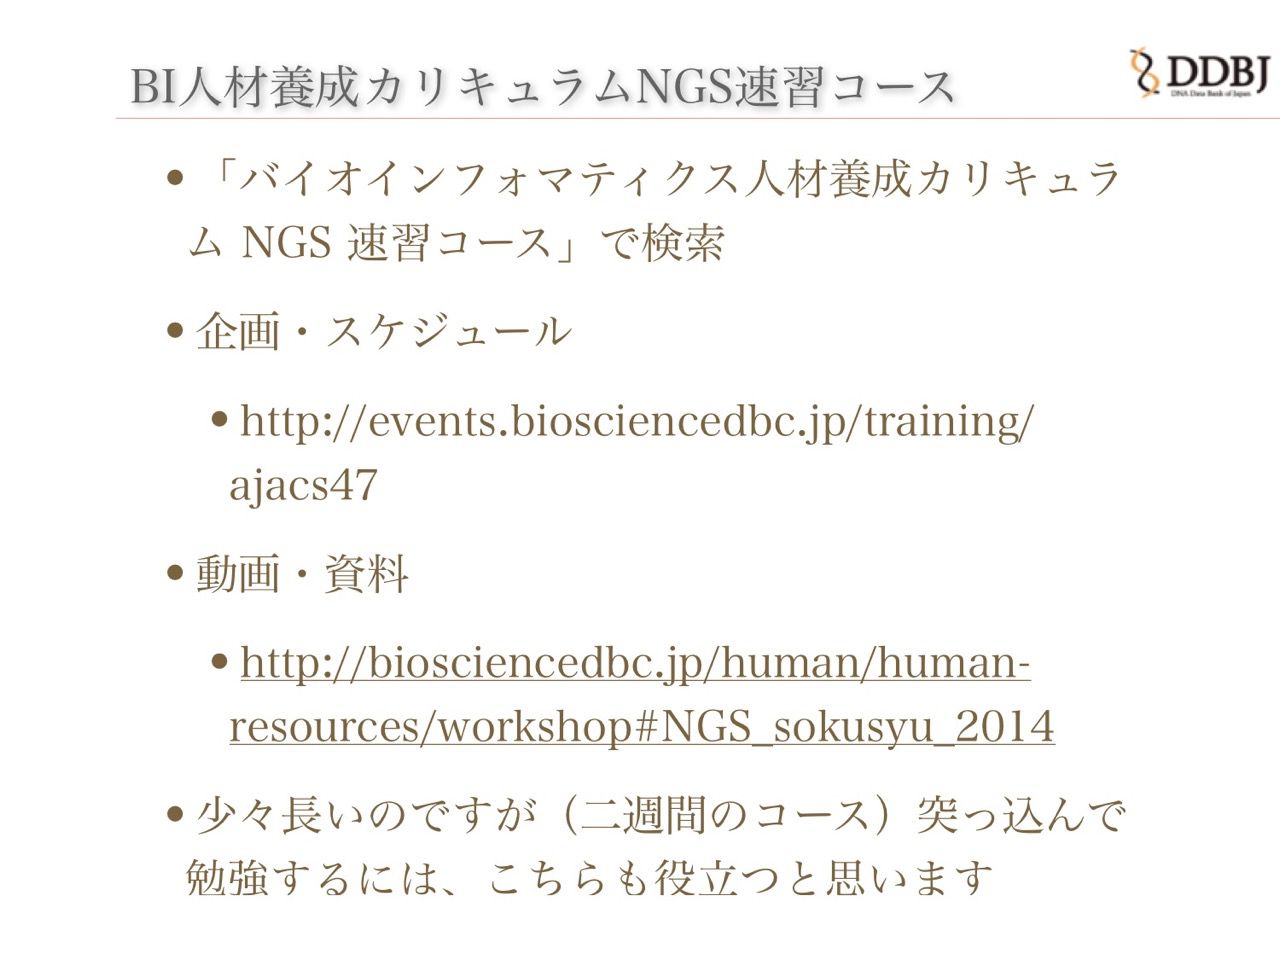 BI人材養成カリキュラムNGS速習コース
DDBJ
DNA Data Bank of Japan
•「バイオインフォマティクス人材養成カリキュラ
ム NGS 速習コース」で検索
•企画・スケジュール
•http://events.biosciencedbc.jp/training/
ajacs47
•動画・資料
•http://biosciencedbc.jp/human/human-
resources/workshop#NGS_sokusyu_2014
•少々長いのですが（二週間のコース）突っ込んで
勉強するには、こちらも役立つと思います